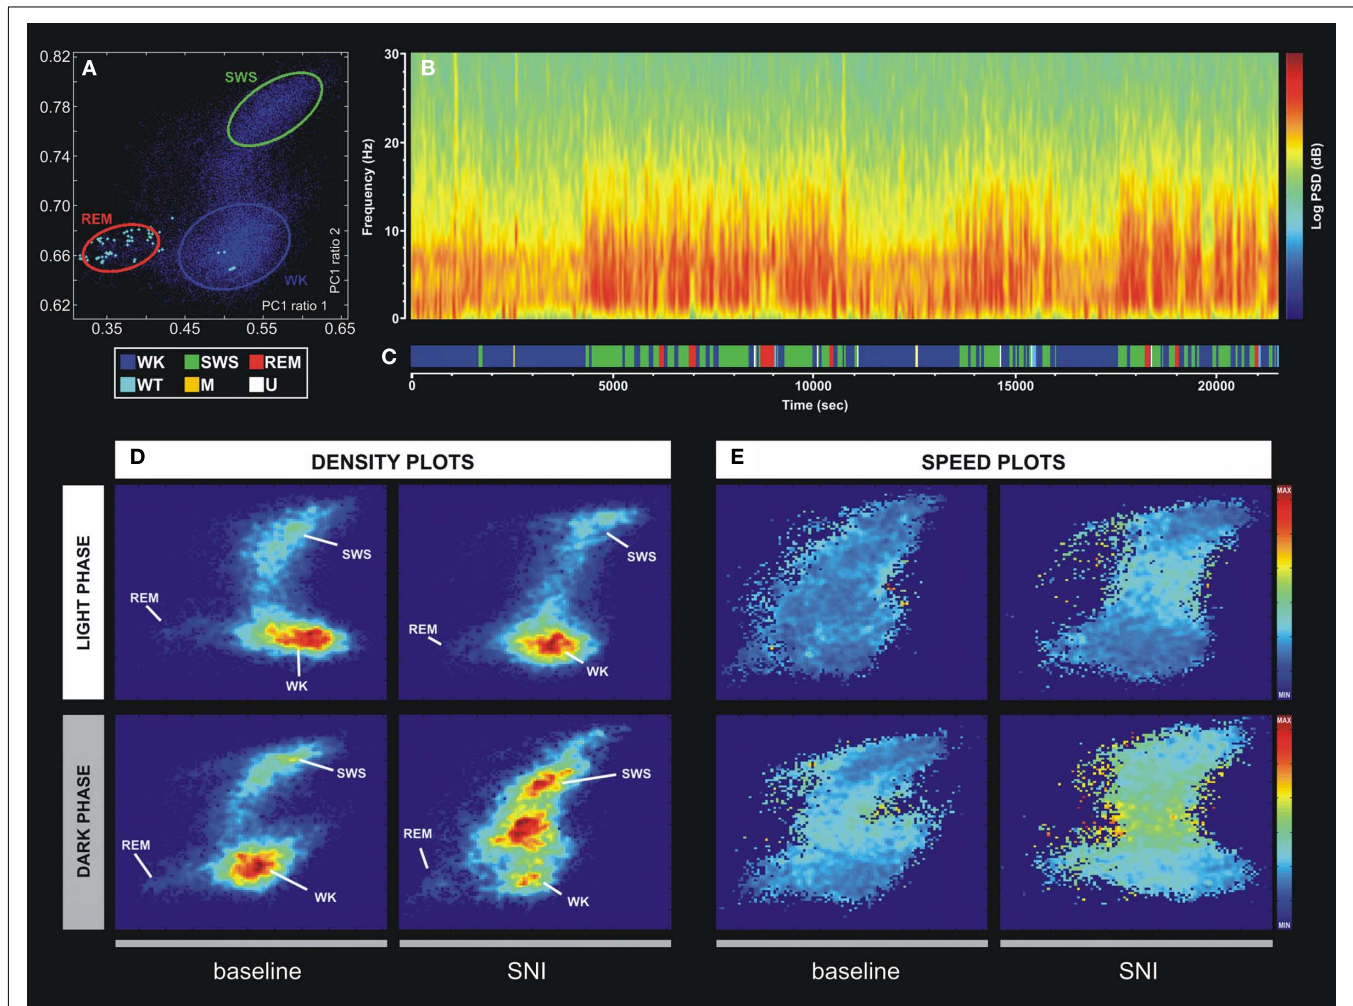 A
0.82
0.78
0.74
0.70
0.66
0.62
SWS
REM
WK
PC1 ratio 2
PC1 ratio 1
0.35 0.45 0.55 0.65
WK SWS REM
WT M U
B
30
20
10
0
Frequency (Hz)
Log PSD (dB)
C
0 5000 10000 15000 20000
Time (sec)
D DENSITY PLOTS
E SPEED PLOTS
LIGHT PHASE
SWS
REM
WK
SWS
REM
WK
MAX
MIN
DARK PHASE
SWS
REM
WK
SWS
REM
WK
MAX
MIN
baseline SNI baseline SNI